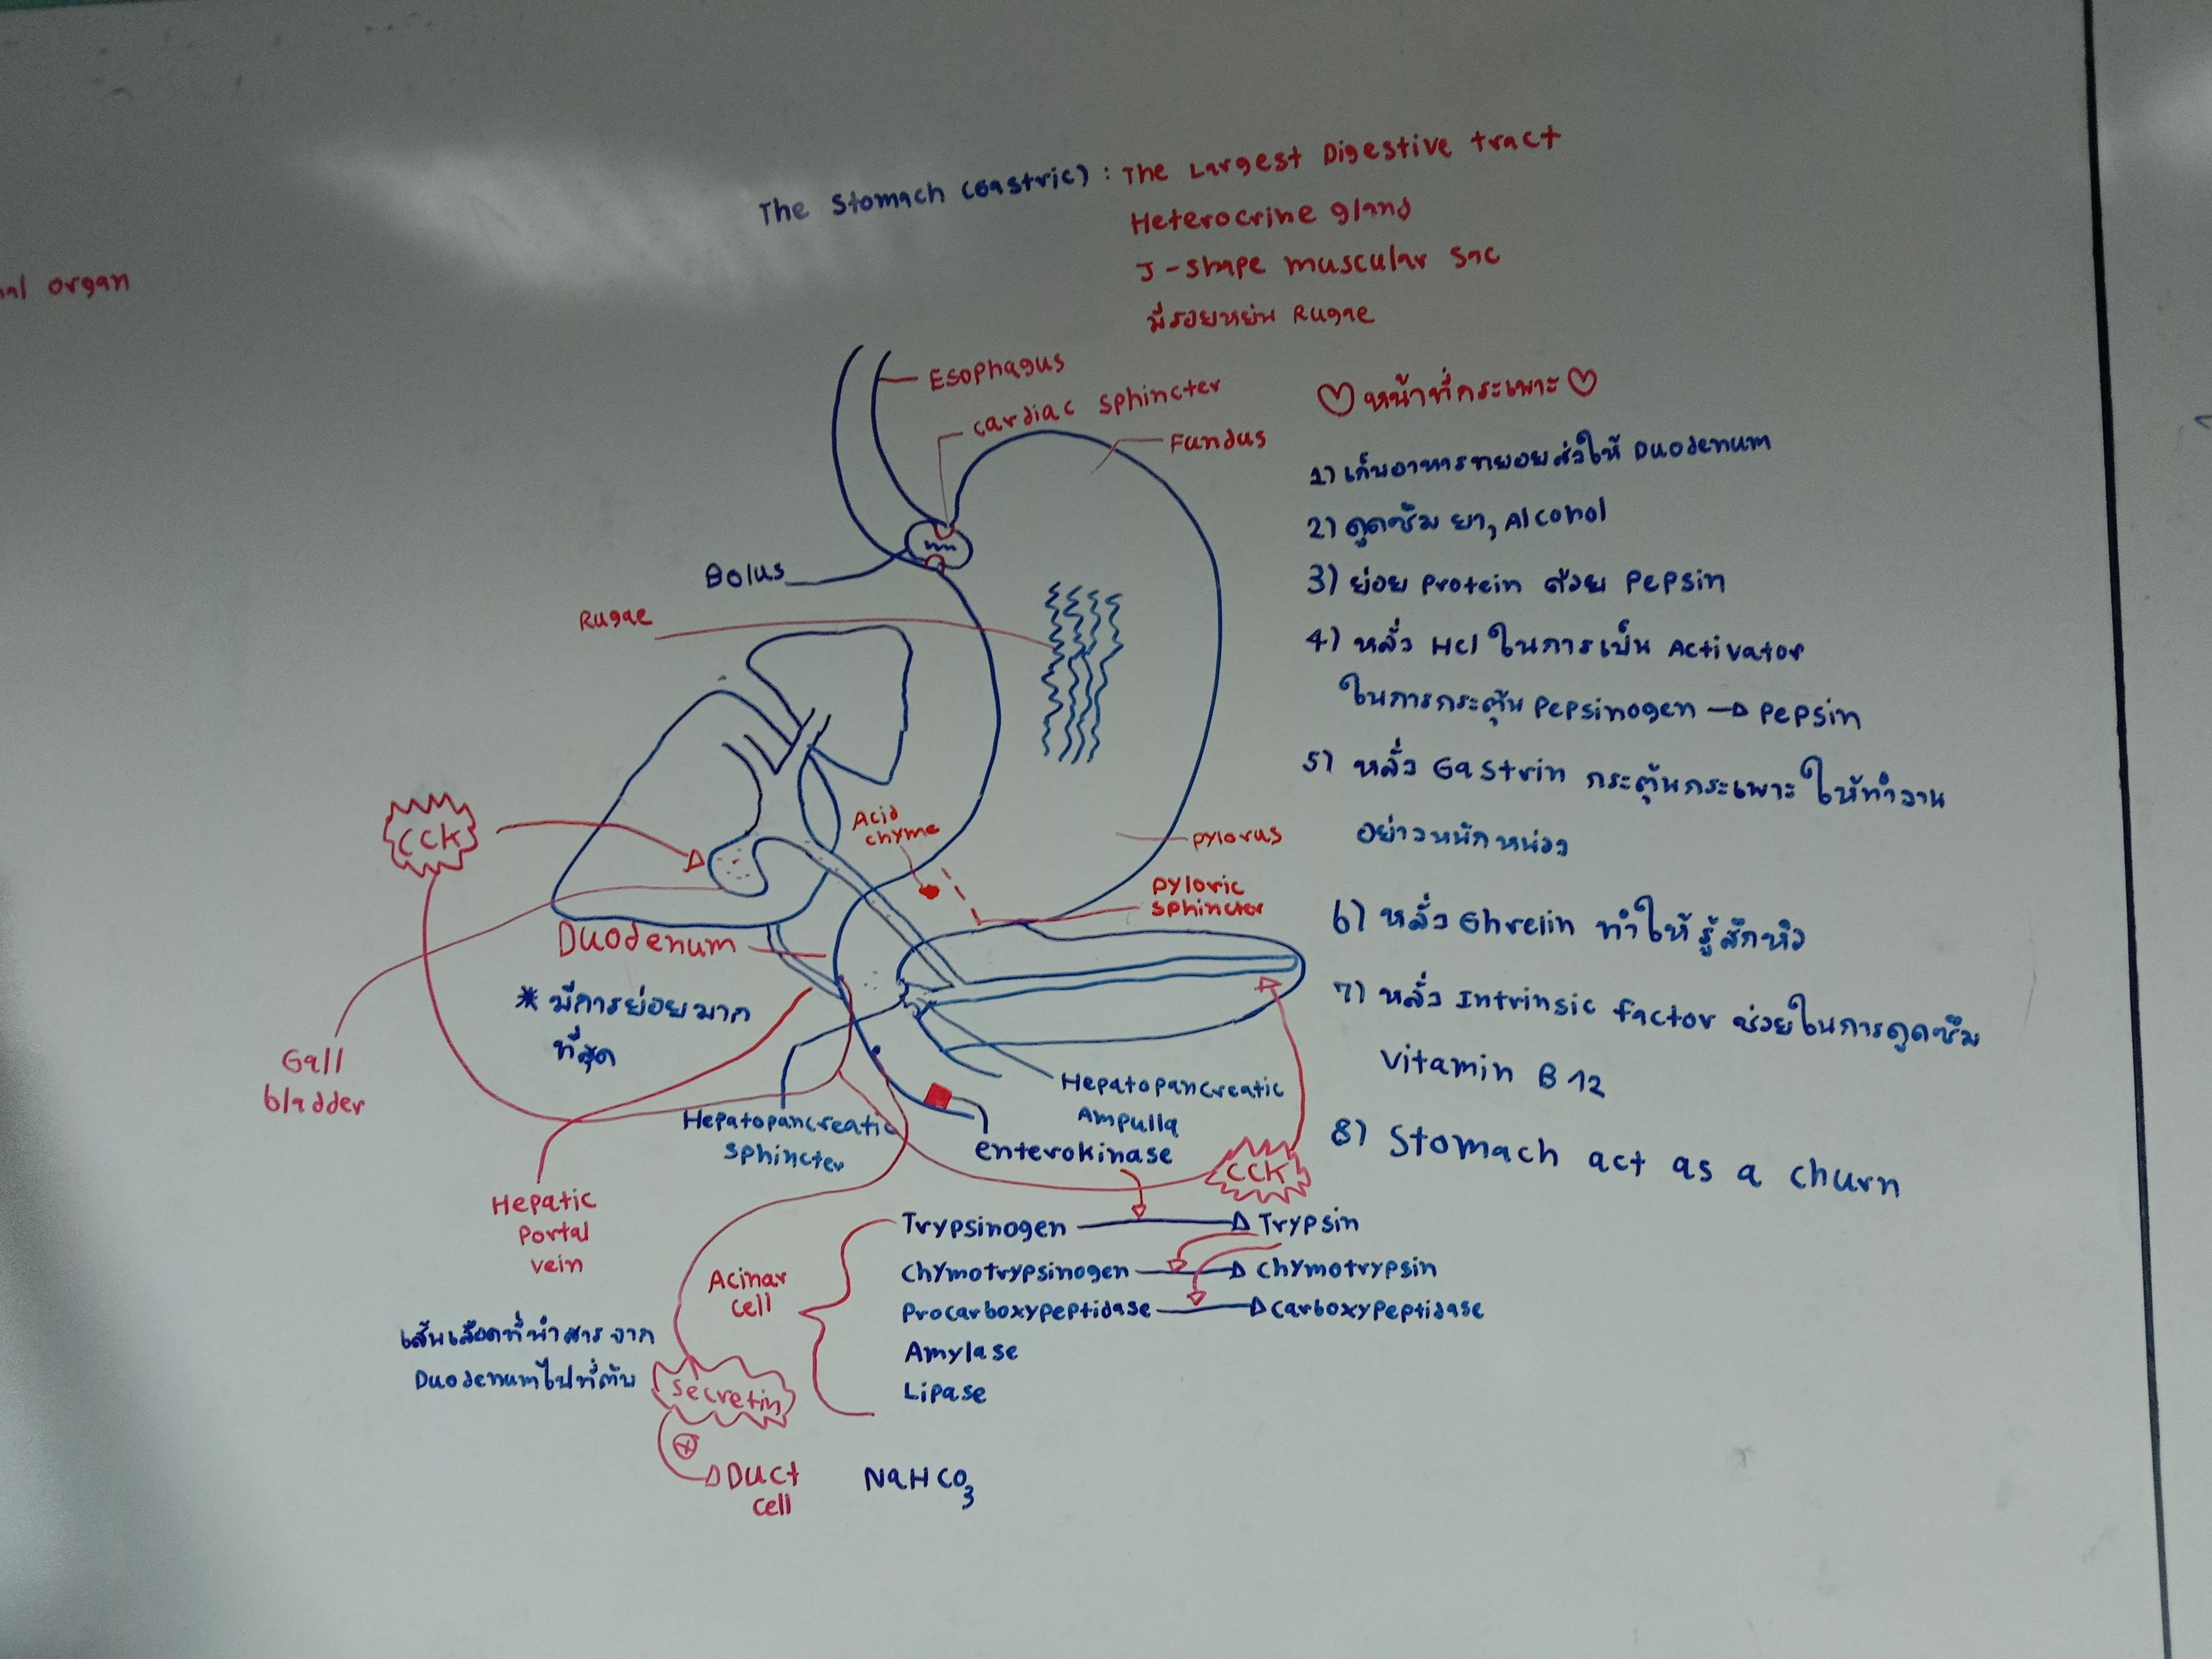 The Stomach (Gastric) : The Largest Digestive tract
Heterocrine gland
J-shape muscular sac
มีรอยหย่น Rugae
organ
Esophagus
cardiac sphincter
Fundus
Bolus
Rugae
CCK
Acid
chyme
Pylorus
Pyloric
sphincter
Duodenum
* มีการย่อยมาก
ที่สุด
Gall
bladder
Hepatopancreatic
sphincter
Hepatopancreatic
Ampulla
enterokinase
CCK
Hepatic
Portal
vein
เส้นเลือดที่นำสารจาก
Duodenumไปที่ตับ
Acinar
cell
Trypsinogen → Trypsin
Chymotrypsinogen → Chymotrypsin
Procarboxypeptidase → Carboxypeptidase
Amylase
Lipase
Secretin
+
Duct
cell
NaHCO₃
♡ หน้าที่กระเพาะ ♡
1) เก็บอาหารทยอยส่งให้ Duodenum
2) ดูดซึม ยา, Alcohol
3) ย่อย Protein ด้วย Pepsin
4) หลั่ง HCl ในการเป็น Activator
ในการกระตุ้น Pepsinogen → Pepsin
5) หลั่ง Gastrin กระตุ้นกระเพาะ ให้ทำงาน
อย่างหนักหน่วง
6) หลั่ง Ghrelin ทำให้ รู้สึกหิว
7) หลั่ง Intrinsic factor ช่วยในการดูดซึม
Vitamin B12
8) Stomach act as a churn